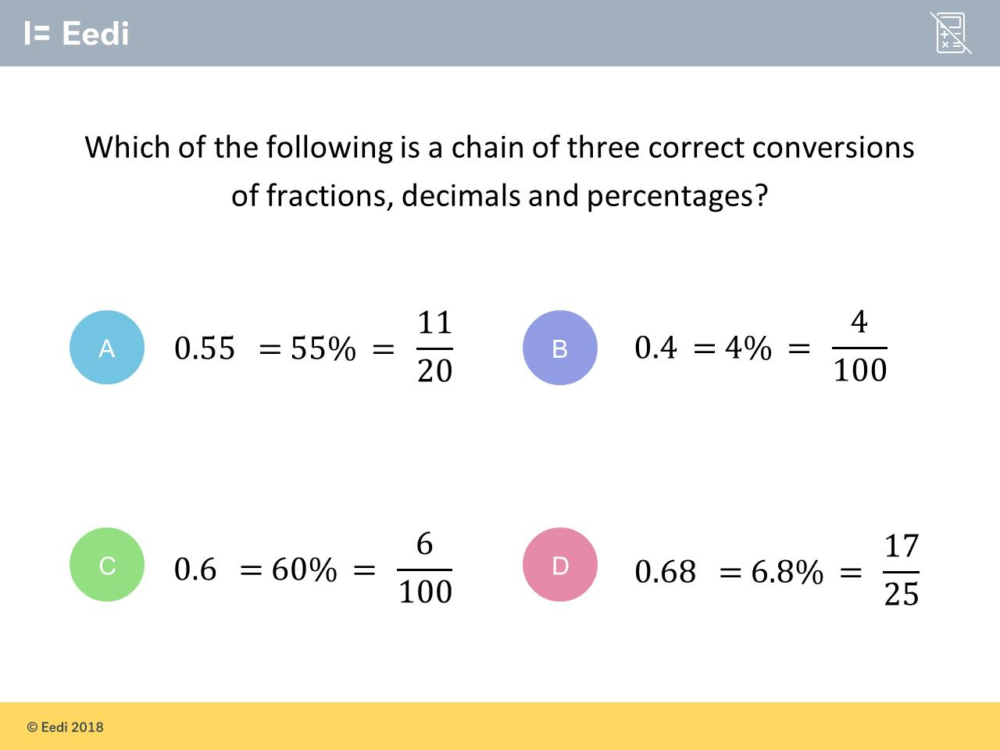 Eedi
Which of the following is a chain of three correct conversions
of fractions, decimals and percentages?
A 0.55 = 55% = 11/20
B 0.4 = 4% = 4/100
C 0.6 = 60% = 6/100
D 0.68 = 6.8% = 17/25
© Eedi 2018